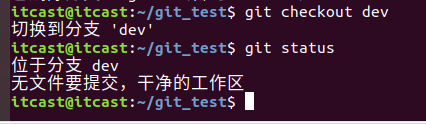 itcast@itcast:~/git_test$ git checkout dev
切换到分支 'dev'
itcast@itcast:~/git_test$ git status
位于分支 dev
无文件要提交，干净的工作区
itcast@itcast:~/git_test$